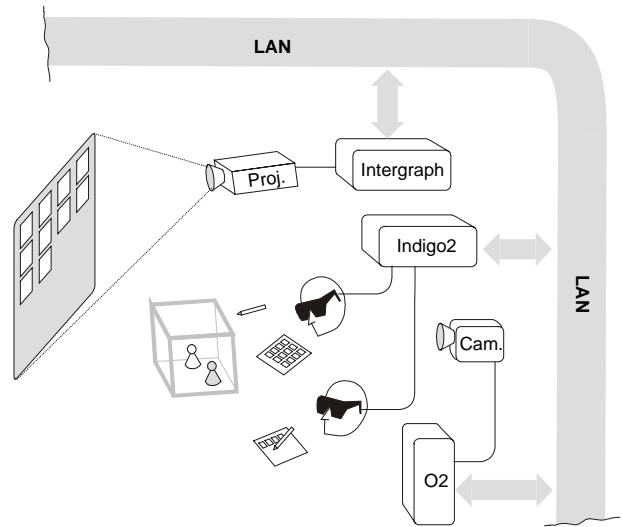 LAN
Proj.
Intergraph
Indigo2
LAN
Cam.
O2